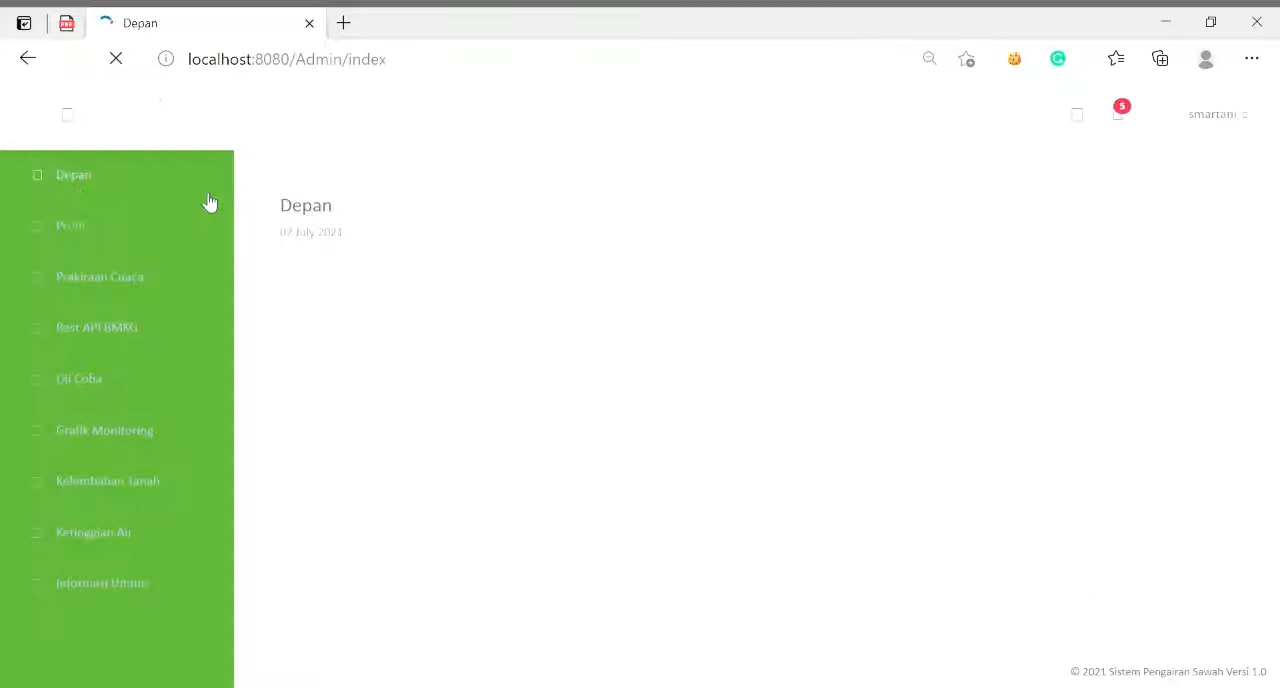 Depan
localhost:8080/Admin/index
5
smartani
Depan
Profil
Prakiraan Cuaca
Rest API BMKG
Uji Coba
Grafik Monitoring
Kelembaban Tanah
Ketinggian Air
Informasi Umum
Depan
07 July 2021
© 2021 Sistem Pengairan Sawah Versi 1.0